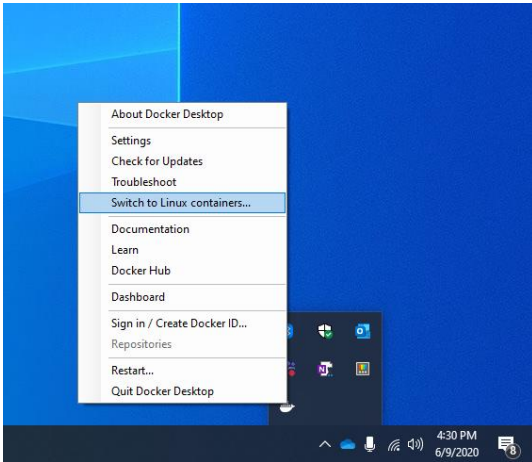 About Docker Desktop
Settings
Check for Updates
Troubleshoot
Switch to Linux containers...
Documentation
Learn
Docker Hub
Dashboard
Sign in / Create Docker ID...
Repositories
Restart...
Quit Docker Desktop
4:30 PM
6/9/2020
8